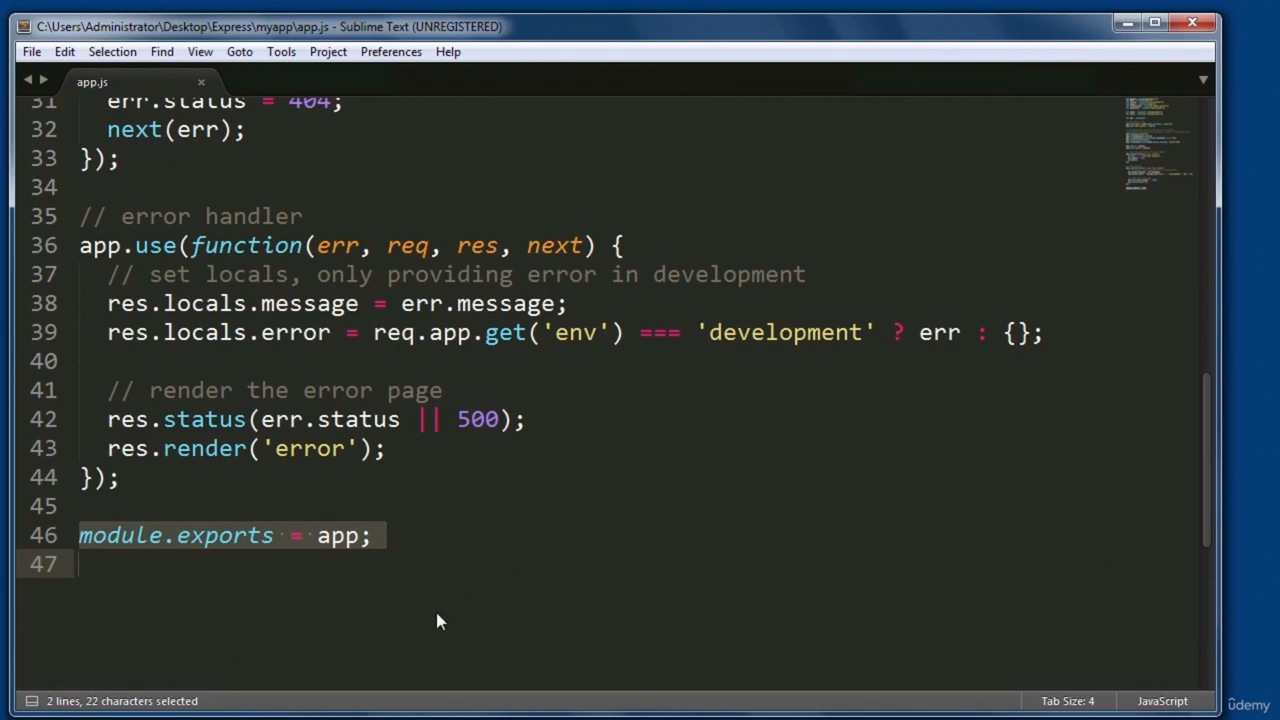 C:\Users\Administrator\Desktop\Express\myapp\app.js - Sublime Text (UNREGISTERED)
File Edit Selection Find View Goto Tools Project Preferences Help
app.js
31 err.status = 404;
32 next(err);
33 });
34
35 // error handler
36 app.use(function(err, req, res, next) {
37 // set locals, only providing error in development
38 res.locals.message = err.message;
39 res.locals.error = req.app.get('env') === 'development' ? err : {};
40
41 // render the error page
42 res.status(err.status || 500);
43 res.render('error');
44 });
45
46 module.exports = app;
47
2 lines, 22 characters selected Tab Size: 4 JavaScript
ûdemy